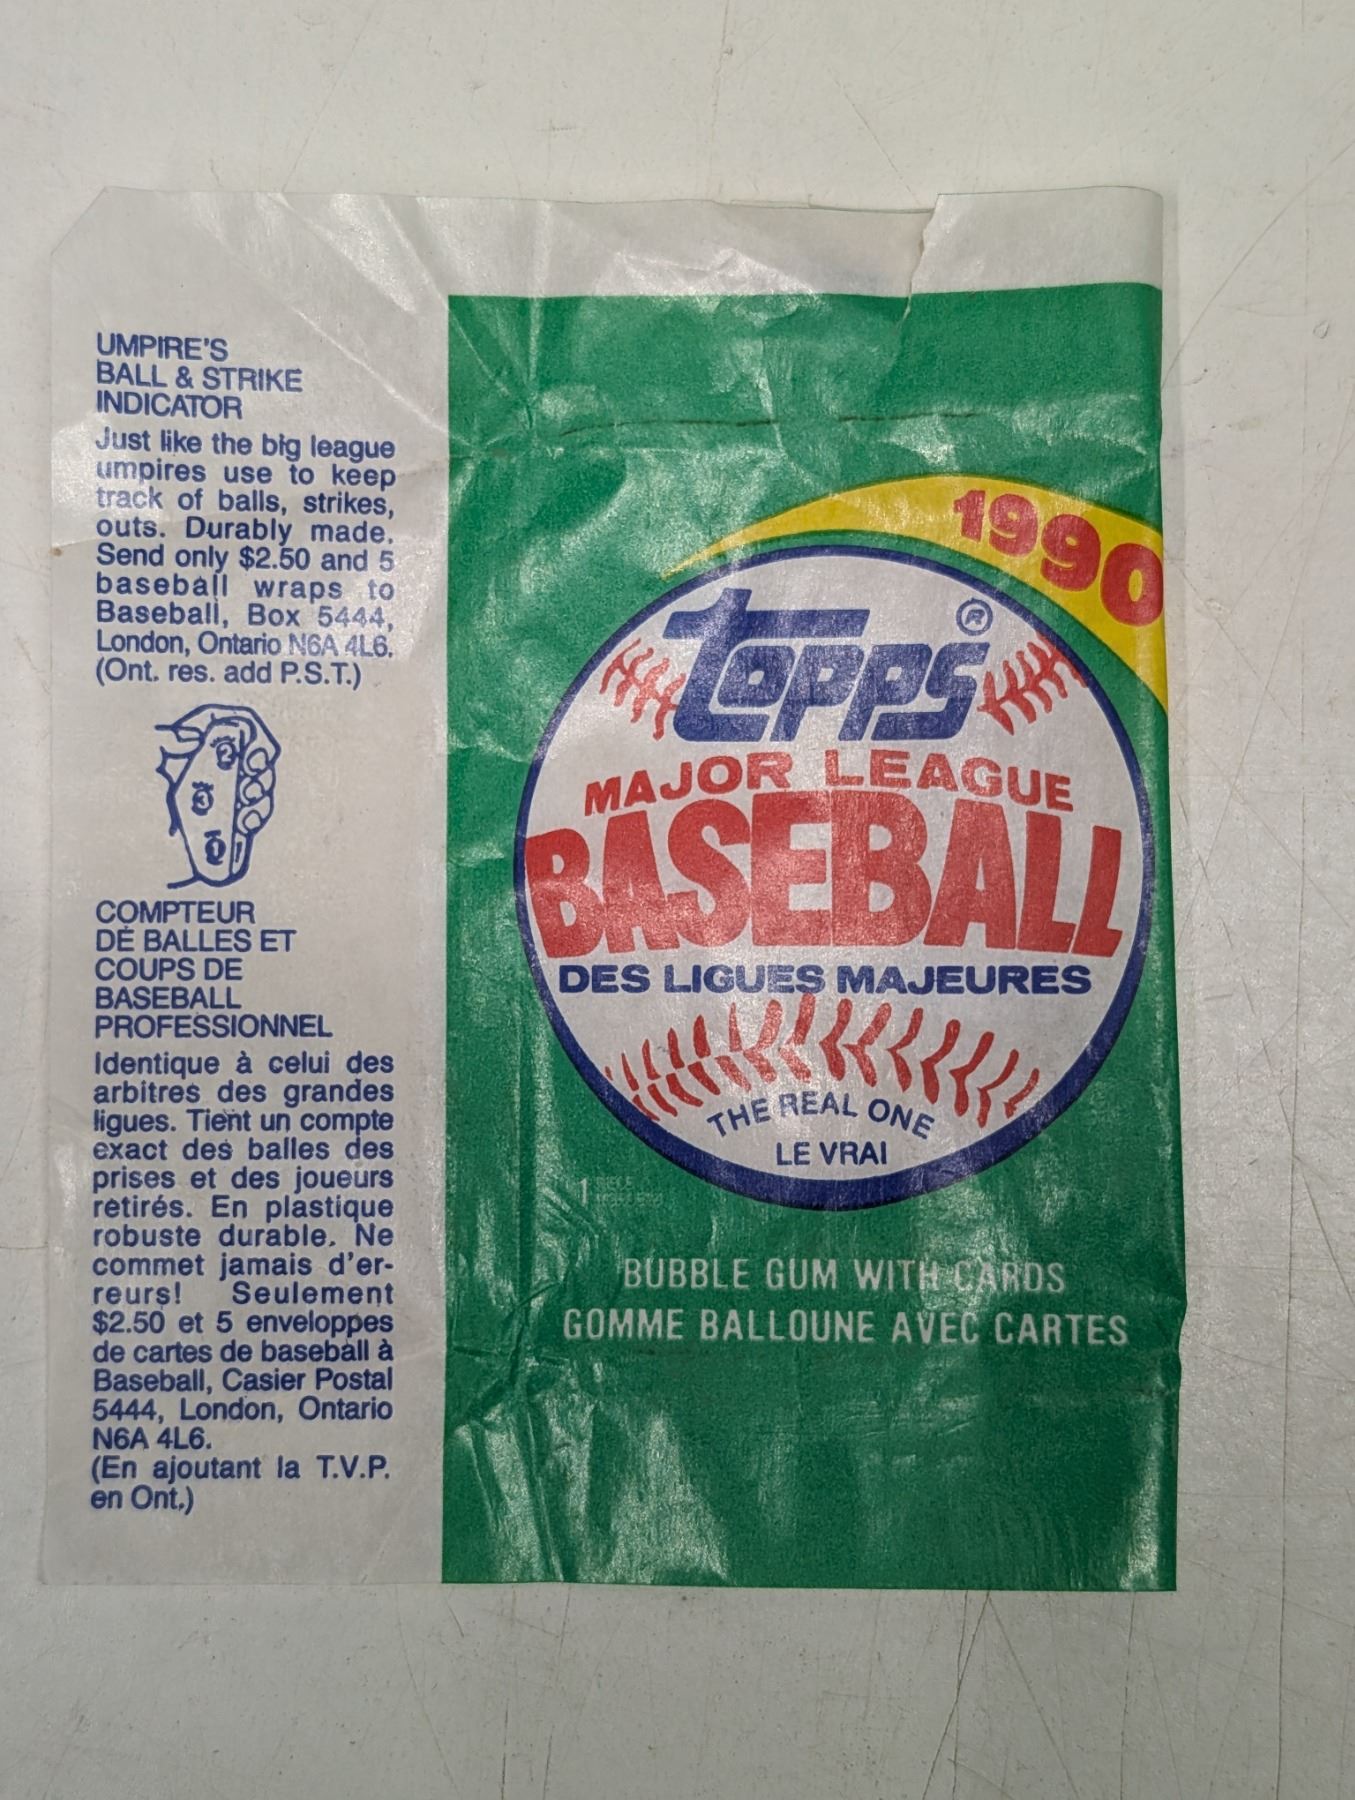 UMPIRE'S
BALL & STRIKE
INDICATOR
Just like the big league
umpires use to keep
track of balls, strikes,
outs. Durably made.
Send only $2.50 and 5
baseball wraps to
Baseball, Box 5444,
London, Ontario N6A 4L6.
(Ont. res. add P.S.T.)
2
3
1
COMPTEUR
DE BALLES ET
COUPS DE
BASEBALL
PROFESSIONNEL
Identique à celui des
arbitres des grandes
ligues. Tient un compte
exact des balles des
prises et des joueurs
retirés. En plastique
robuste durable. Ne
commet jamais d'er-
reurs! Seulement
$2.50 et 5 enveloppes
de cartes de baseball à
Baseball, Casier Postal
5444, London, Ontario
N6A 4L6.
(En ajoutant la T.V.P.
en Ont.)
1990
topps ®
MAJOR LEAGUE
BASEBALL
DES LIGUES MAJEURES
THE REAL ONE
LE VRAI
1
BUBBLE GUM WITH CARDS
GOMME BALLOUNE AVEC CARTES